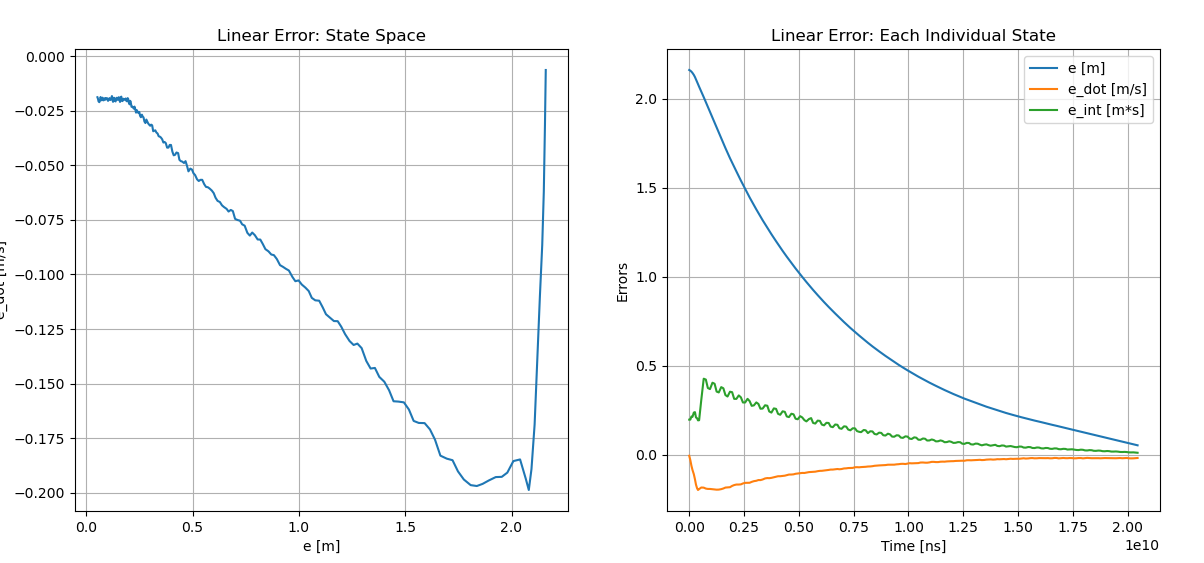 Linear Error: State Space
0.000
−0.025
−0.050
−0.075
−0.100
−0.125
−0.150
−0.175
−0.200
0.0 0.5 1.0 1.5 2.0
e [m]
Linear Error: Each Individual State
e [m]
e_dot [m/s]
e_int [m*s]
Errors
2.0
1.5
1.0
0.5
0.0
0.00 0.25 0.50 0.75 1.00 1.25 1.50 1.75 2.00
1e10
Time [ns]